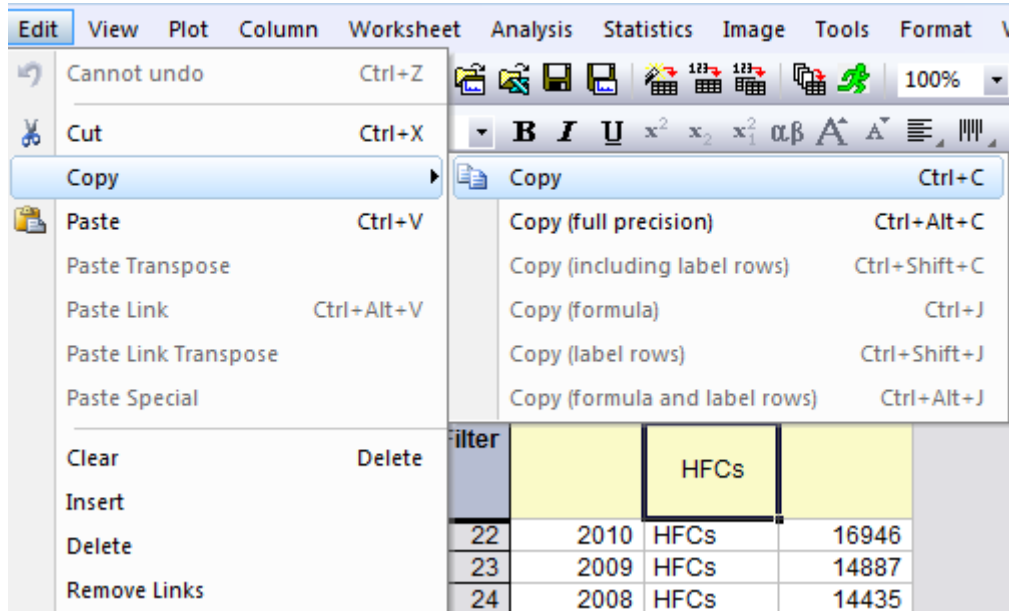 Edit View Plot Column Worksheet Analysis Statistics Image Tools Format
Cannot undo Ctrl+Z
100%
Cut Ctrl+X
B I U x² x₂ x²₁ αβ A A
Copy
Copy Ctrl+C
Paste Ctrl+V
Copy (full precision) Ctrl+Alt+C
Paste Transpose
Copy (including label rows) Ctrl+Shift+C
Paste Link Ctrl+Alt+V
Copy (formula) Ctrl+J
Paste Link Transpose
Copy (label rows) Ctrl+Shift+J
Paste Special
Copy (formula and label rows) Ctrl+Alt+J
Clear Delete
HFCs
Insert
Delete
22 2010 HFCs 16946
23 2009 HFCs 14887
Remove Links
24 2008 HFCs 14435